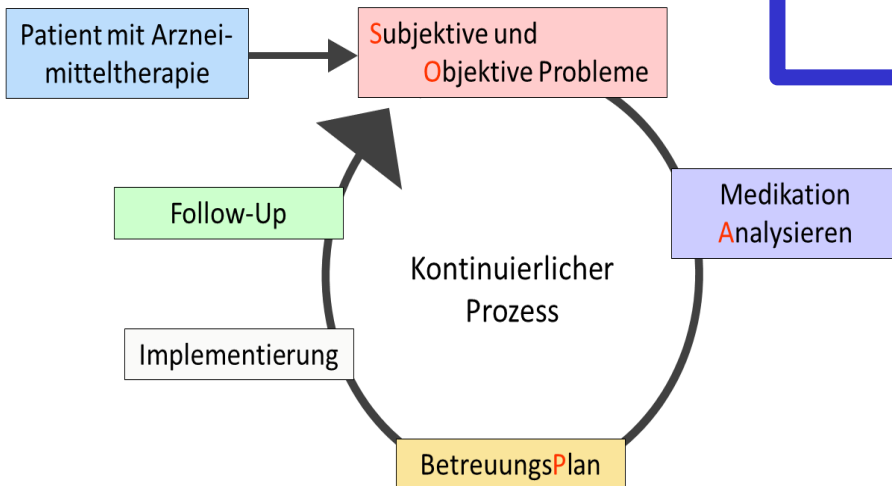 Patient mit Arznei-
mitteltherapie
Subjektive und
Objektive Probleme
Medikation
Analysieren
Follow-Up
Kontinuierlicher
Prozess
Implementierung
BetreuungsPlan